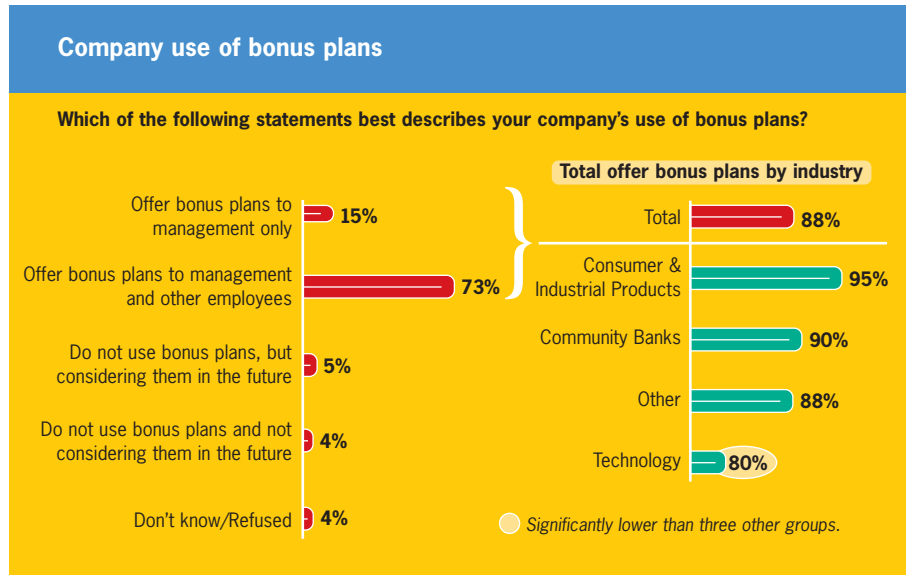 Company use of bonus plans
Which of the following statements best describes your company's use of bonus plans?
Offer bonus plans to
management only
15%
Offer bonus plans to management
and other employees
73%
Do not use bonus plans, but
considering them in the future
5%
Do not use bonus plans and not
considering them in the future
4%
Don't know/Refused
4%
Total offer bonus plans by industry
Total
88%
Consumer &
Industrial Products
95%
Community Banks
90%
Other
88%
Technology
80%
Significantly lower than three other groups.